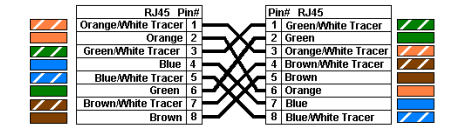 RJ45 Pin# Pin# RJ45
Orange/White Tracer 1 1 Green/White Tracer
Orange 2 2 Green
Green/White Tracer 3 3 Orange/White Tracer
Blue 4 4 Brown/White Tracer
Blue/White Tracer 5 5 Brown
Green 6 6 Orange
Brown/White Tracer 7 7 Blue
Brown 8 8 Blue/White Tracer